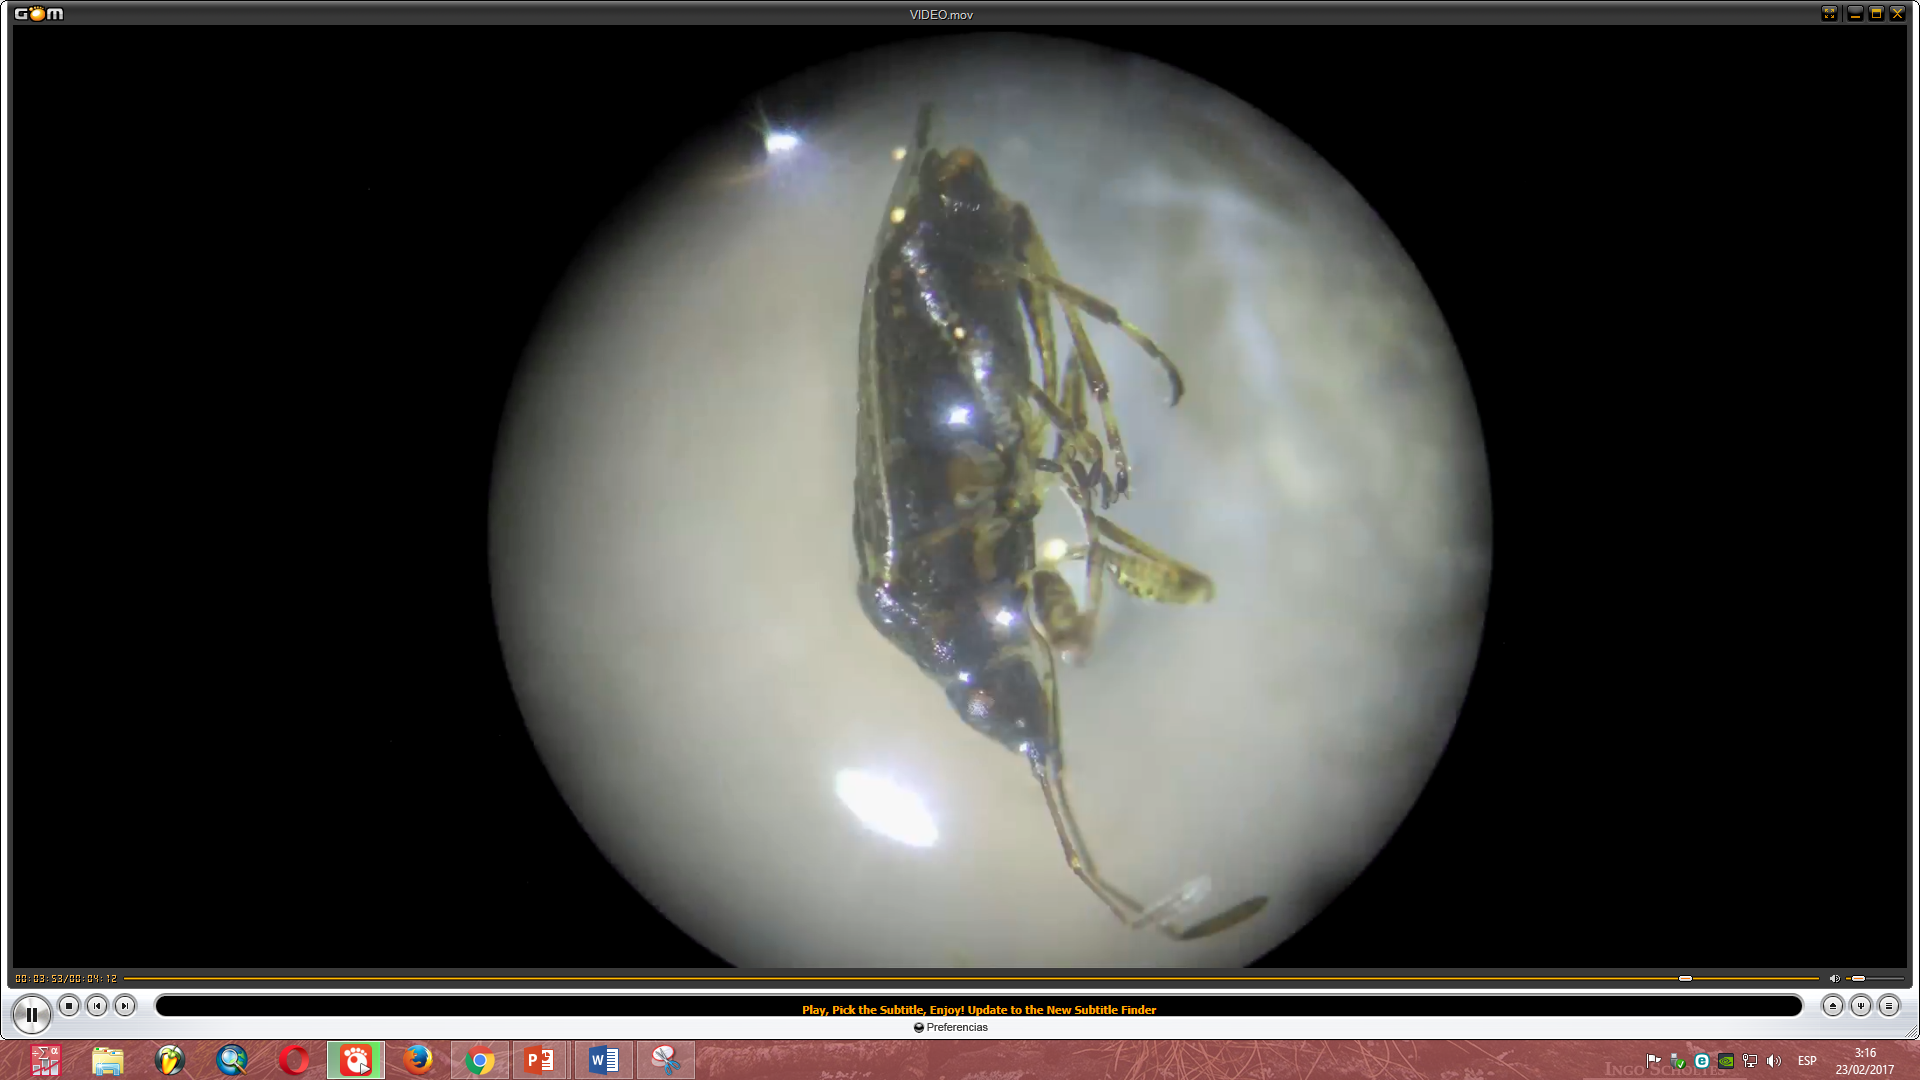 GOM
VIDEO.mov
00:03:53/00:04:12
Play, Pick the Subtitle, Enjoy! Update to the New Subtitle Finder
Preferencias
ESP
3:16
23/02/2017